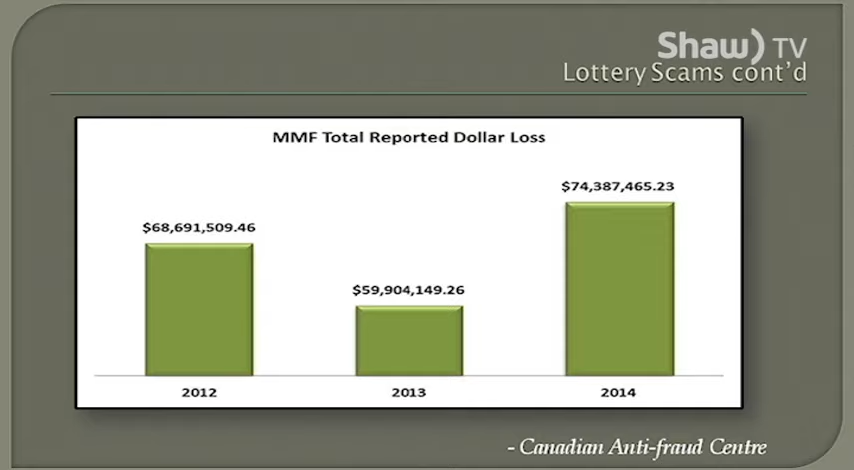 Shaw) TV
Lottery Scams cont'd
MMF Total Reported Dollar Loss
$74,387,465.23
$68,691,509.46
$59,904,149.26
2012 2013 2014
- Canadian Anti-fraud Centre